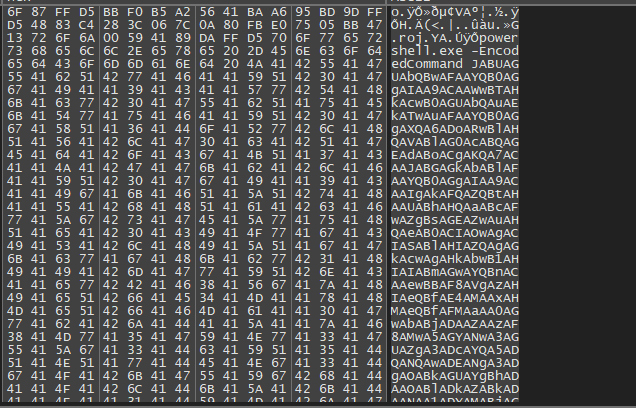 6F 87 FF D5 BB F0 B5 A2 56 41 BA A6 95 BD 9D FF o.ÿÕ»ðµ¢VAº¦.½.ÿ
D5 48 83 C4 28 3C 06 7C 0A 80 FB E0 75 05 BB 47 ÕH.Ä(<.|..ûàu.»G
13 72 6F 6A 00 59 41 89 DA FF D5 70 6F 77 65 72 .roj.YA.ÚÿÕpower
73 68 65 6C 6C 2E 65 78 65 20 2D 45 6E 63 6F 64 shell.exe -Encod
65 64 43 6F 6D 6D 61 6E 64 20 4A 41 42 55 41 47 edCommand JABUAG
55 41 62 51 42 77 41 46 41 41 59 51 42 30 41 47 UAbQBwAFAAYQB0AG
67 41 49 41 41 39 41 43 41 41 57 77 42 54 41 48 gAIAA9ACAAWwBTAH
6B 41 63 77 42 30 41 47 55 41 62 51 41 75 41 45 kAcwB0AGUAbQAuAE
6B 41 54 77 41 75 41 46 41 41 59 51 42 30 41 47 kATwAuAFAAYQB0AG
67 41 58 51 41 36 41 44 6F 41 52 77 42 6C 41 48 gAXQA6ADoARwBlAH
51 41 56 41 42 6C 41 47 30 41 63 41 42 51 41 47 QAVABlAG0AcABQAG
45 41 64 41 42 6F 41 43 67 41 4B 51 41 37 41 43 EAdABoACgAKQA7AC
41 41 4A 41 42 47 41 47 6B 41 62 41 42 6C 41 46 AAJABGAGkAbABlAF
41 41 59 51 42 30 41 47 67 41 49 41 41 39 41 43 AAYQB0AGgAIAA9AC
41 41 49 67 41 6B 41 46 51 41 5A 51 42 74 41 48 AAIgAkAFQAZQBtAH
41 41 55 41 42 68 41 48 51 41 61 41 42 63 41 46 AAUABhAHQAaABcAF
77 41 5A 67 42 73 41 47 45 41 5A 77 41 75 41 48 wAZgBsAGEAZwAuAH
51 41 65 41 42 30 41 43 49 41 4F 77 41 67 41 43 QAeAB0ACIAOwAgAC
49 41 53 41 42 6C 41 48 49 41 5A 51 41 67 41 47 IASABlAHIAZQAgAG
6B 41 63 77 41 67 41 48 6B 41 62 77 42 31 41 48 kAcwAgAHkAbwB1AH
49 41 49 41 42 6D 41 47 77 41 59 51 42 6E 41 43 IAIABmAGwAYQBnAC
41 41 65 77 42 42 41 46 38 41 56 67 41 7A 41 48 AAewBBAF8AVgAzAH
49 41 65 51 42 66 41 45 34 41 4D 41 41 78 41 48 IAeQBfAE4AMAAxAH
4D 41 65 51 42 66 41 46 4D 41 61 41 41 30 41 47 MAeQBfAFMAaAA0AG
77 41 62 41 42 6A 41 44 41 41 5A 41 41 7A 41 46 wAbABjADAAZAAzAF
38 41 4D 77 41 35 41 47 59 41 4E 77 41 33 41 47 8AMwA5AGYANwA3AG
55 41 5A 67 41 33 41 44 63 41 59 51 41 35 41 44 UAZgA3ADcAYQA5AD
51 41 4E 51 41 77 41 44 45 41 4E 67 41 33 41 44 QANQAwADEANgA3AD
67 41 4F 41 42 6B 41 47 55 41 59 67 42 68 41 44 gAOABkAGUAYgBhAD
41 41 4F 41 42 6C 41 44 6B 41 5A 41 42 6B 41 44 AAOABlADkAZABkAD